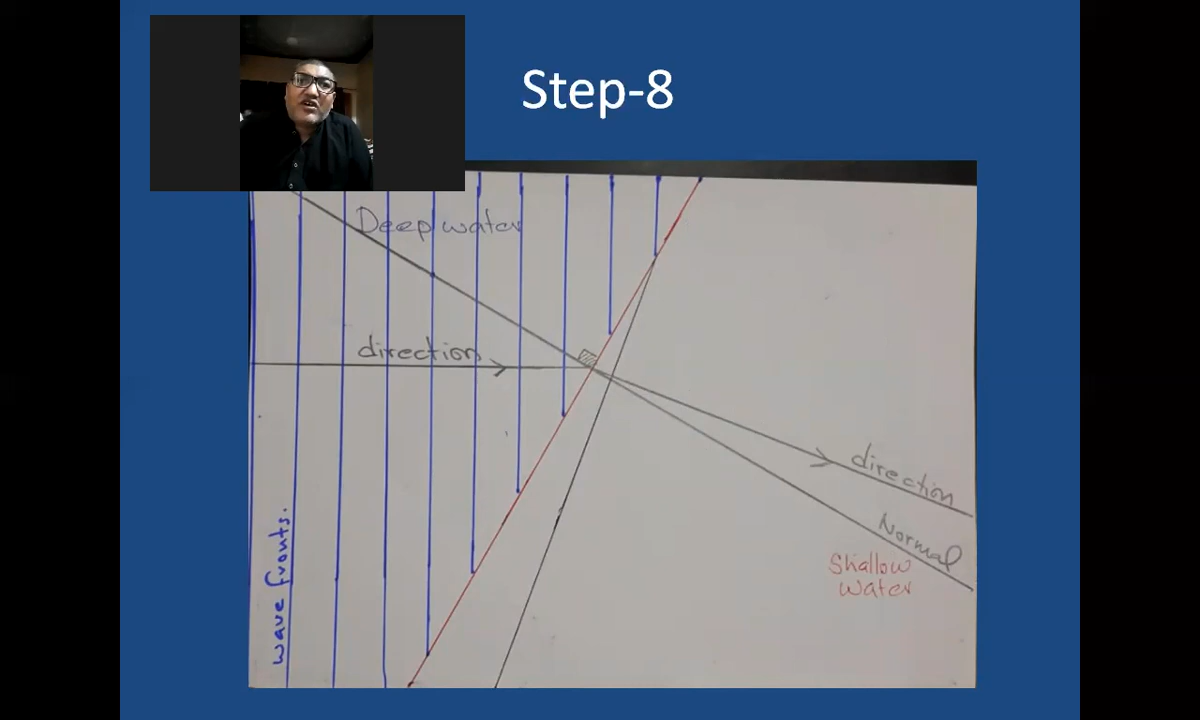 Step-8
Deep water
direction
direction
Normal
Shallow
water
wave fronts.